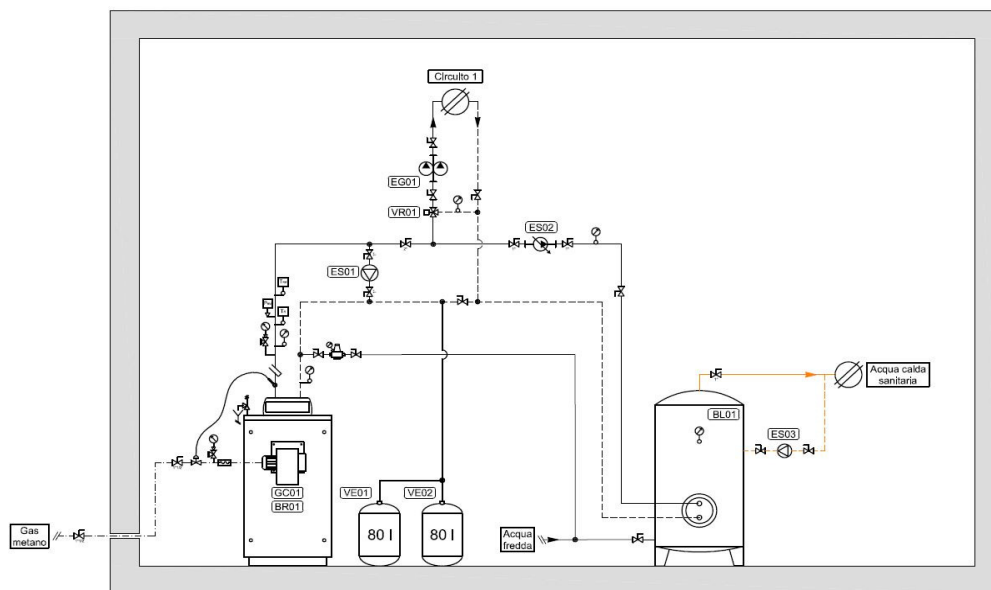 Circuito 1
EG01
VR01
ES02
ES01
Acqua calda
sanitaria
BL01
ES03
GC01
BR01
VE01
VE02
80 l
80 l
Gas
metano
Acqua
fredda